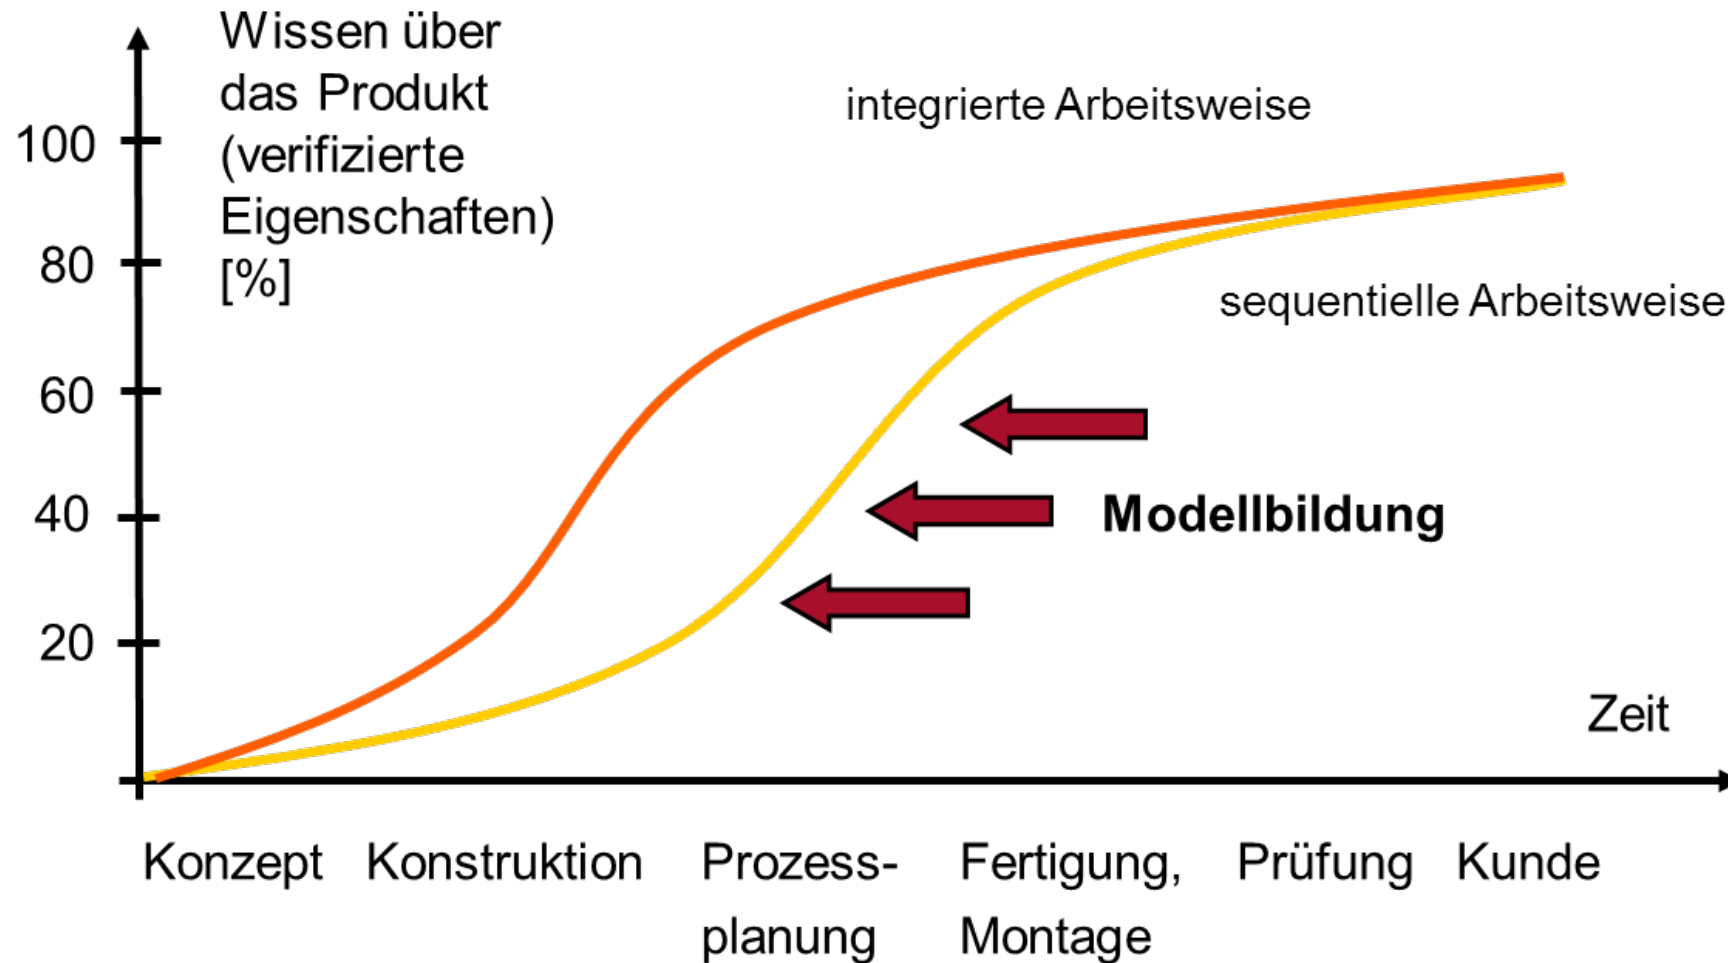 Wissen über
das Produkt
(verifizierte
Eigenschaften)
[%]
integrierte Arbeitsweise
100
80
sequentielle Arbeitsweise
60
40
Modellbildung
20
Zeit
Konzept Konstruktion Prozess- Fertigung, Prüfung Kunde
planung Montage